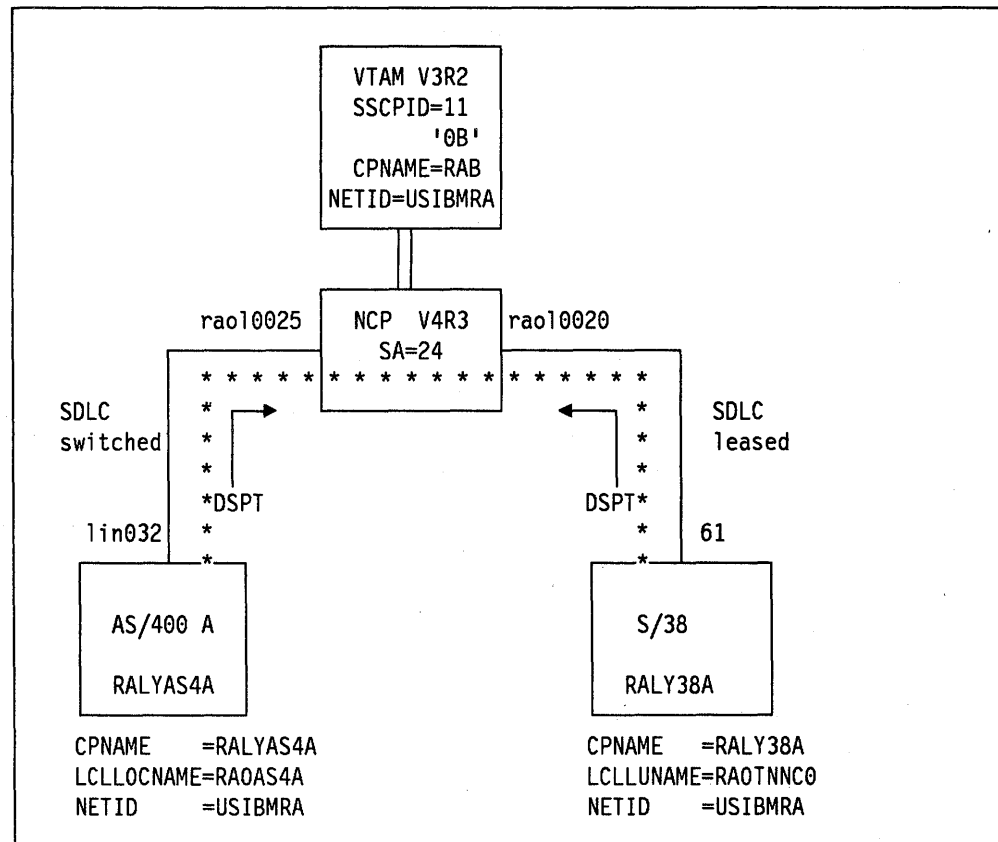 VTAM V3R2
SSCPID=11
'0B'
CPNAME=RAB
NETID=USIBMRA
rao10025 NCP V4R3 rao10020
SA=24
* * * * * * * * * * * * * * * * * *
SDLC * * SDLC
switched * * leased
* *
*DSPT DSPT*
lin032 * * 61
* *
AS/400 A S/38
RALYAS4A RALY38A
CPNAME =RALYAS4A CPNAME =RALY38A
LCLLOCNAME=RAOAS4A LCLLUNAME=RAOTNNC0
NETID =USIBMRA NETID =USIBMRA